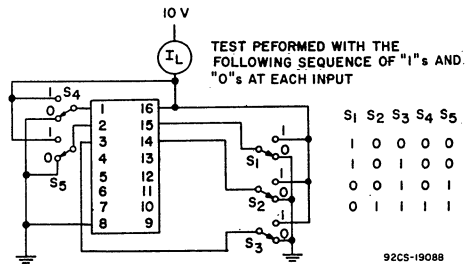 10 V
I_L
TEST PEFORMED WITH THE
FOLLOWING SEQUENCE OF "1"s AND
"0"s AT EACH INPUT
1 S4
0
1
0
S5
1 16
2 15
3 14
4 13
5 12
6 11
7 10
8 9
1
0
S1
1
0
S2
1
0
S3
S1 S2 S3 S4 S5
1 0 0 0 0
1 0 1 0 0
0 0 1 0 1
0 1 1 1 1
92CS-19088